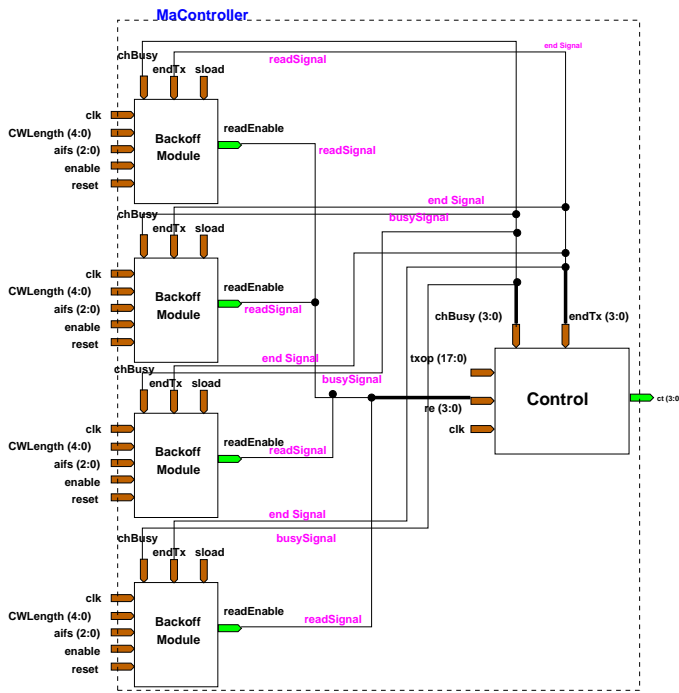 MaController
end Signal
chBusy
endTx
sload
readSignal
clk
CWLength (4:0)
aifs (2:0)
enable
reset
Backoff
Module
readEnable
readSignal
end Signal
busySignal
chBusy
endTx
sload
clk
CWLength (4:0)
aifs (2:0)
enable
reset
Backoff
Module
readEnable
readSignal
chBusy (3:0)
endTx (3:0)
end Signal
busySignal
txop (17:0)
re (3:0)
clk
Control
ct (3:0
chBusy
endTx
sload
clk
CWLength (4:0)
aifs (2:0)
enable
reset
Backoff
Module
readEnable
readSignal
end Signal
busySignal
chBusy
endTx
sload
clk
CWLength (4:0)
aifs (2:0)
enable
reset
Backoff
Module
readEnable
readSignal